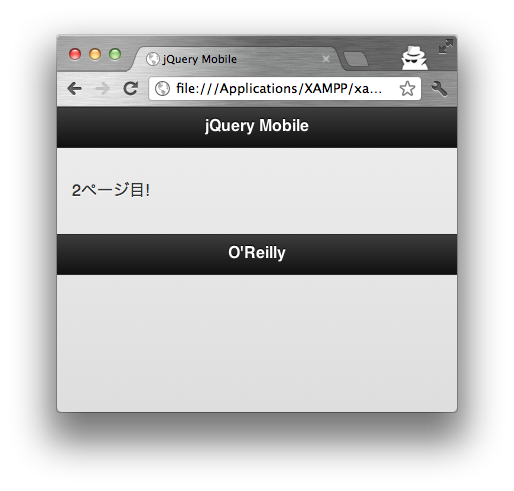 jQuery Mobile
file:///Applications/XAMPP/xa...
jQuery Mobile
2ページ目!
O'Reilly